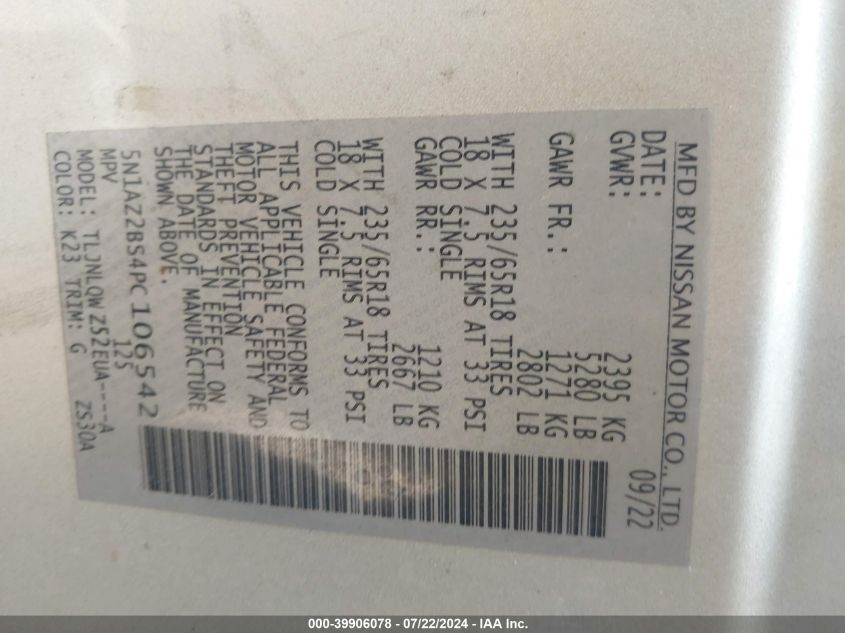 MFD BY NISSAN MOTOR CO., LTD.
DATE: 09/22
GVWR: 2395 KG
5280 LB
GAWR FR.: 1271 KG
2802 LB
WITH 235/65R18 TIRES
18 X 7.5 RIMS AT 33 PSI
COLD SINGLE
GAWR RR.: 1210 KG
2667 LB
WITH 235/65R18 TIRES
18 X 7.5 RIMS AT 33 PSI
COLD SINGLE
THIS VEHICLE CONFORMS TO
ALL APPLICABLE FEDERAL
MOTOR VEHICLE SAFETY AND
THEFT PREVENTION
STANDARDS IN EFFECT ON
THE DATE OF MANUFACTURE
SHOWN ABOVE.
5N1AZ2BS4PC106542
MPV 125
MODEL: TLJNLQW Z52EUA----A
COLOR: K23 TRIM: G Z530A
000-39906078 - 07/22/2024 - IAA Inc.